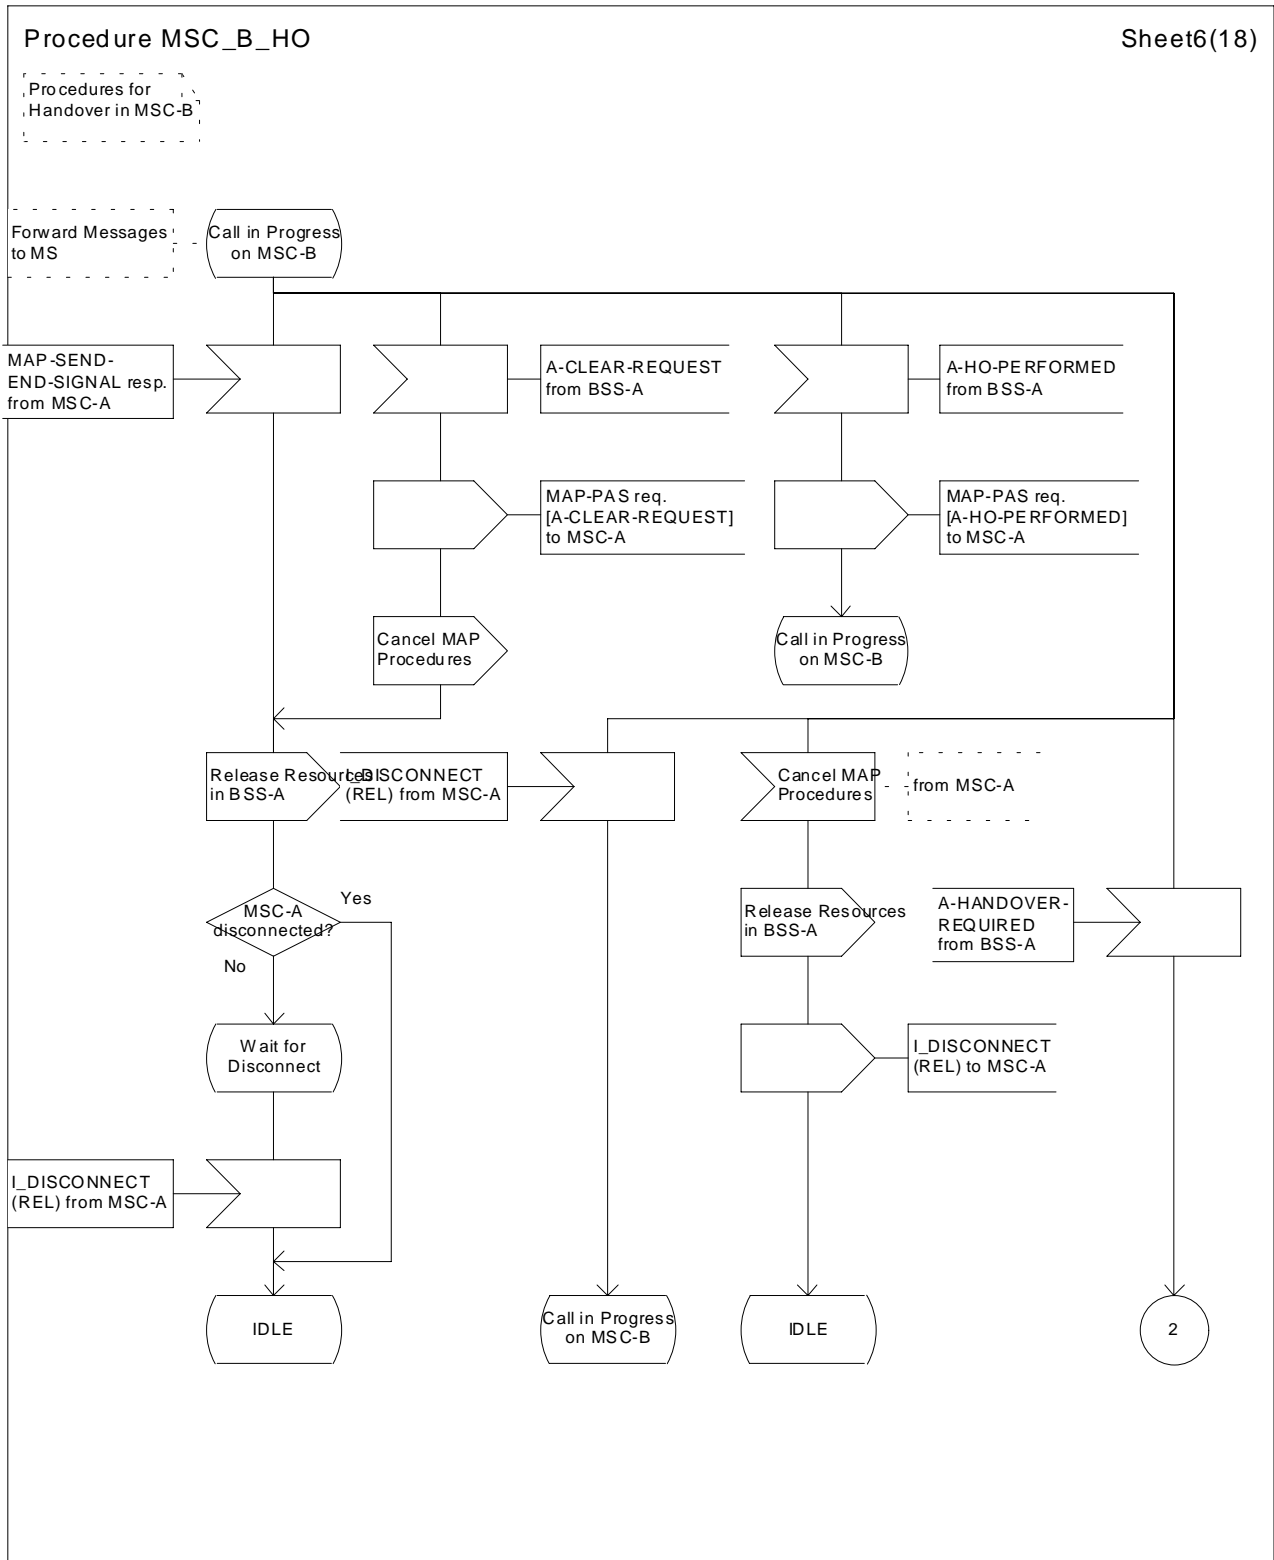 Procedure MSC_B_HO
Sheet6(18)
Procedures for
Handover in MSC-B
Forward Messages
to MS
Call in Progress
on MSC-B
MAP-SEND-
END-SIGNAL resp.
from MSC-A
A-CLEAR-REQUEST
from BSS-A
A-HO-PERFORMED
from BSS-A
MAP-PAS req.
[A-CLEAR-REQUEST]
to MSC-A
MAP-PAS req.
[A-HO-PERFORMED]
to MSC-A
Cancel MAP
Procedures
Call in Progress
on MSC-B
Release Resources
in BSS-A
I_DISCONNECT
(REL) from MSC-A
Cancel MAP
Procedures
from MSC-A
MSC-A
disconnected?
Yes
No
Release Resources
in BSS-A
A-HANDOVER-
REQUIRED
from BSS-A
Wait for
Disconnect
I_DISCONNECT
(REL) to MSC-A
I_DISCONNECT
(REL) from MSC-A
IDLE
Call in Progress
on MSC-B
IDLE
2